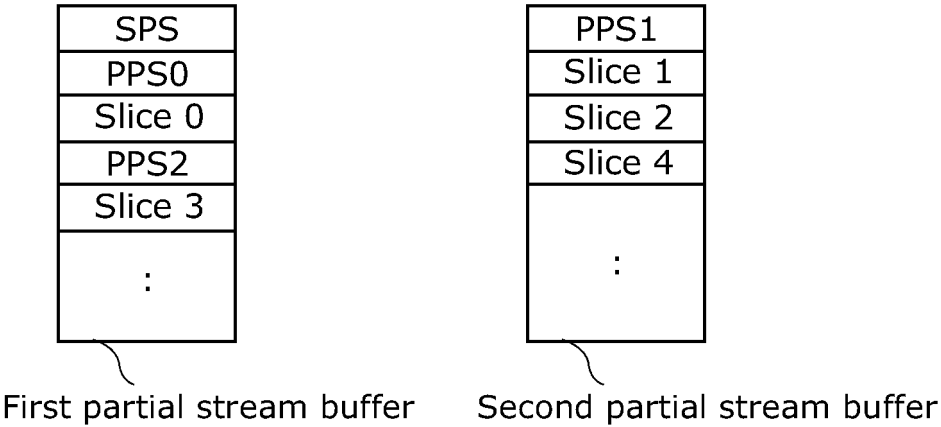 SPS
PPS0
Slice 0
PPS2
Slice 3
:
First partial stream buffer
PPS1
Slice 1
Slice 2
Slice 4
:
Second partial stream buffer